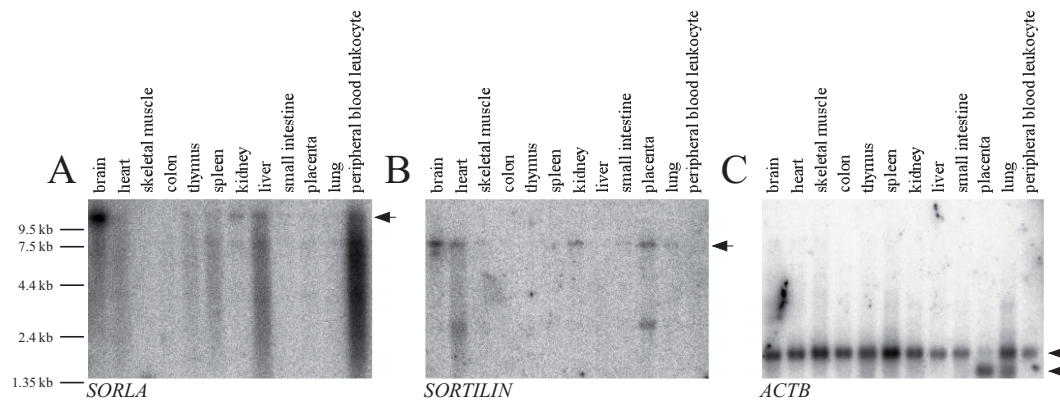 A
brain
heart
skeletal muscle
colon
thymus
spleen
kidney
liver
small intestine
placenta
lung
peripheral blood leukocyte
9.5 kb
7.5 kb
4.4 kb
2.4 kb
1.35 kb
SORLA
B
brain
heart
skeletal muscle
colon
thymus
spleen
kidney
liver
small intestine
placenta
lung
peripheral blood leukocyte
SORTILIN
C
brain
heart
skeletal muscle
colon
thymus
spleen
kidney
liver
small intestine
placenta
lung
peripheral blood leukocyte
ACTB